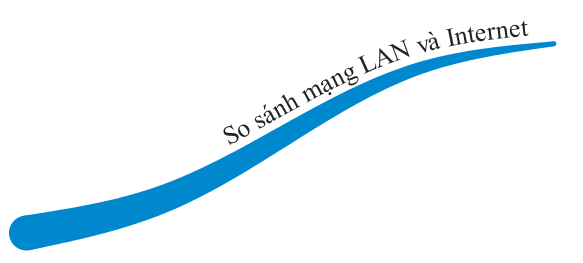 So sánh mạng LAN và Internet